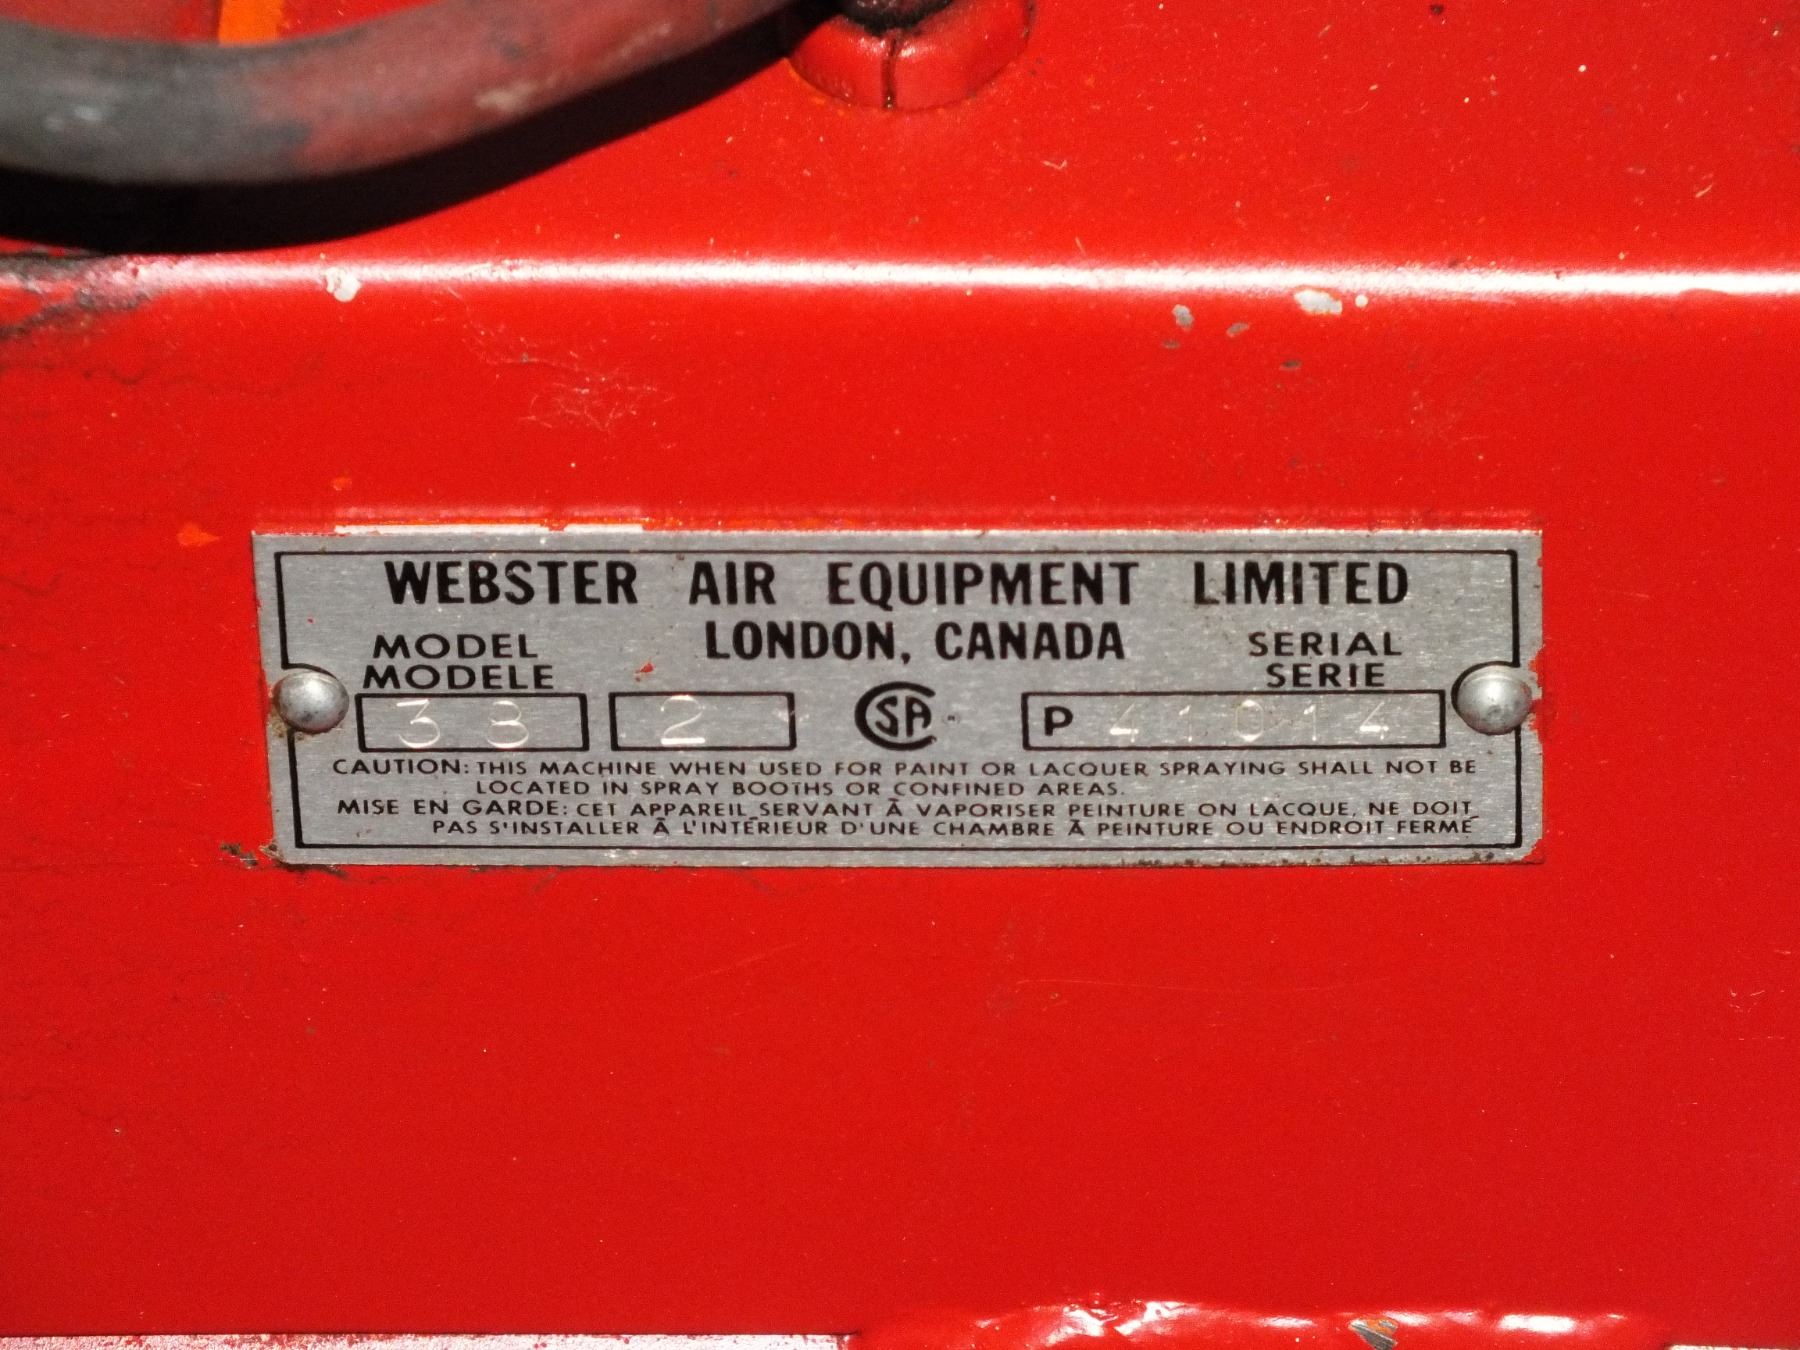 WEBSTER AIR EQUIPMENT LIMITED
LONDON, CANADA
MODEL
MODELE
SERIAL
SERIE
33 2 CSA P 41014
CAUTION: THIS MACHINE WHEN USED FOR PAINT OR LACQUER SPRAYING SHALL NOT BE
LOCATED IN SPRAY BOOTHS OR CONFINED AREAS.
MISE EN GARDE: CET APPAREIL SERVANT À VAPORISER PEINTURE ON LACQUE, NE DOIT
PAS S'INSTALLER À L'INTÉRIEUR D'UNE CHAMBRE À PEINTURE OU ENDROIT FERMÉ